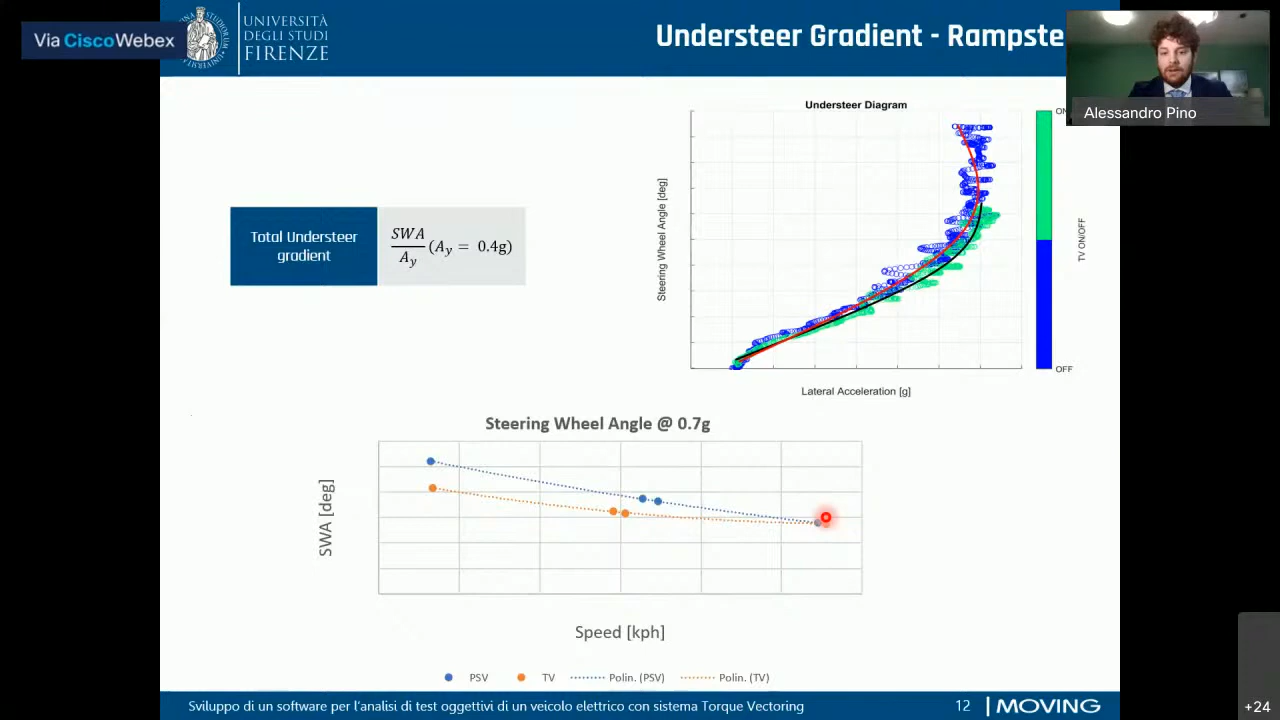 Via CiscoWebex
UNIVERSITÀ
DEGLI STUDI
FIRENZE
Understeer Gradient - Rampste
Alessandro Pino
Total Understeer
gradient
SWA
Ay
(Ay = 0.4g)
Understeer Diagram
Steering Wheel Angle [deg]
Lateral Acceleration [g]
ON
TV ON/OFF
OFF
Steering Wheel Angle @ 0.7g
SWA [deg]
Speed [kph]
PSV
TV
Polin. (PSV)
Polin. (TV)
Sviluppo di un software per l'analisi di test oggettivi di un veicolo elettrico con sistema Torque Vectoring
12
MOVING
+24